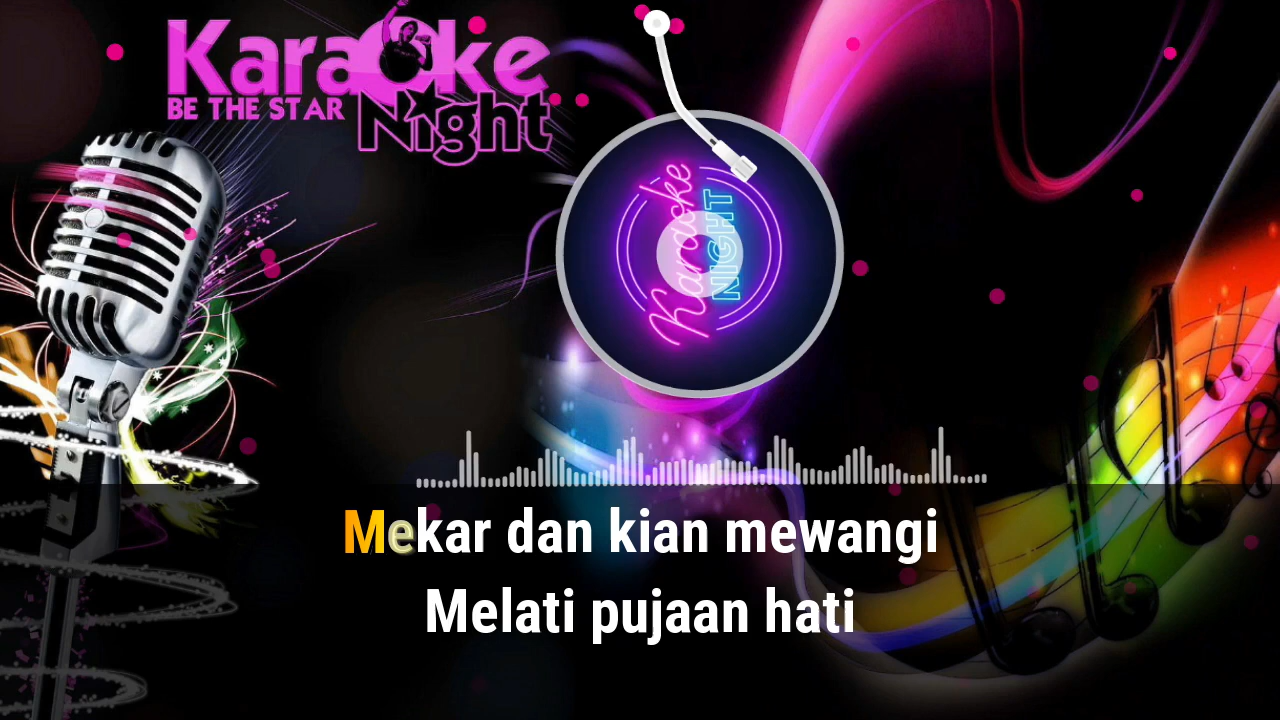 Karaoke
BE THE STAR
Night
Karaoke
NIGHT
Mekar dan kian mewangi
Melati pujaan hati